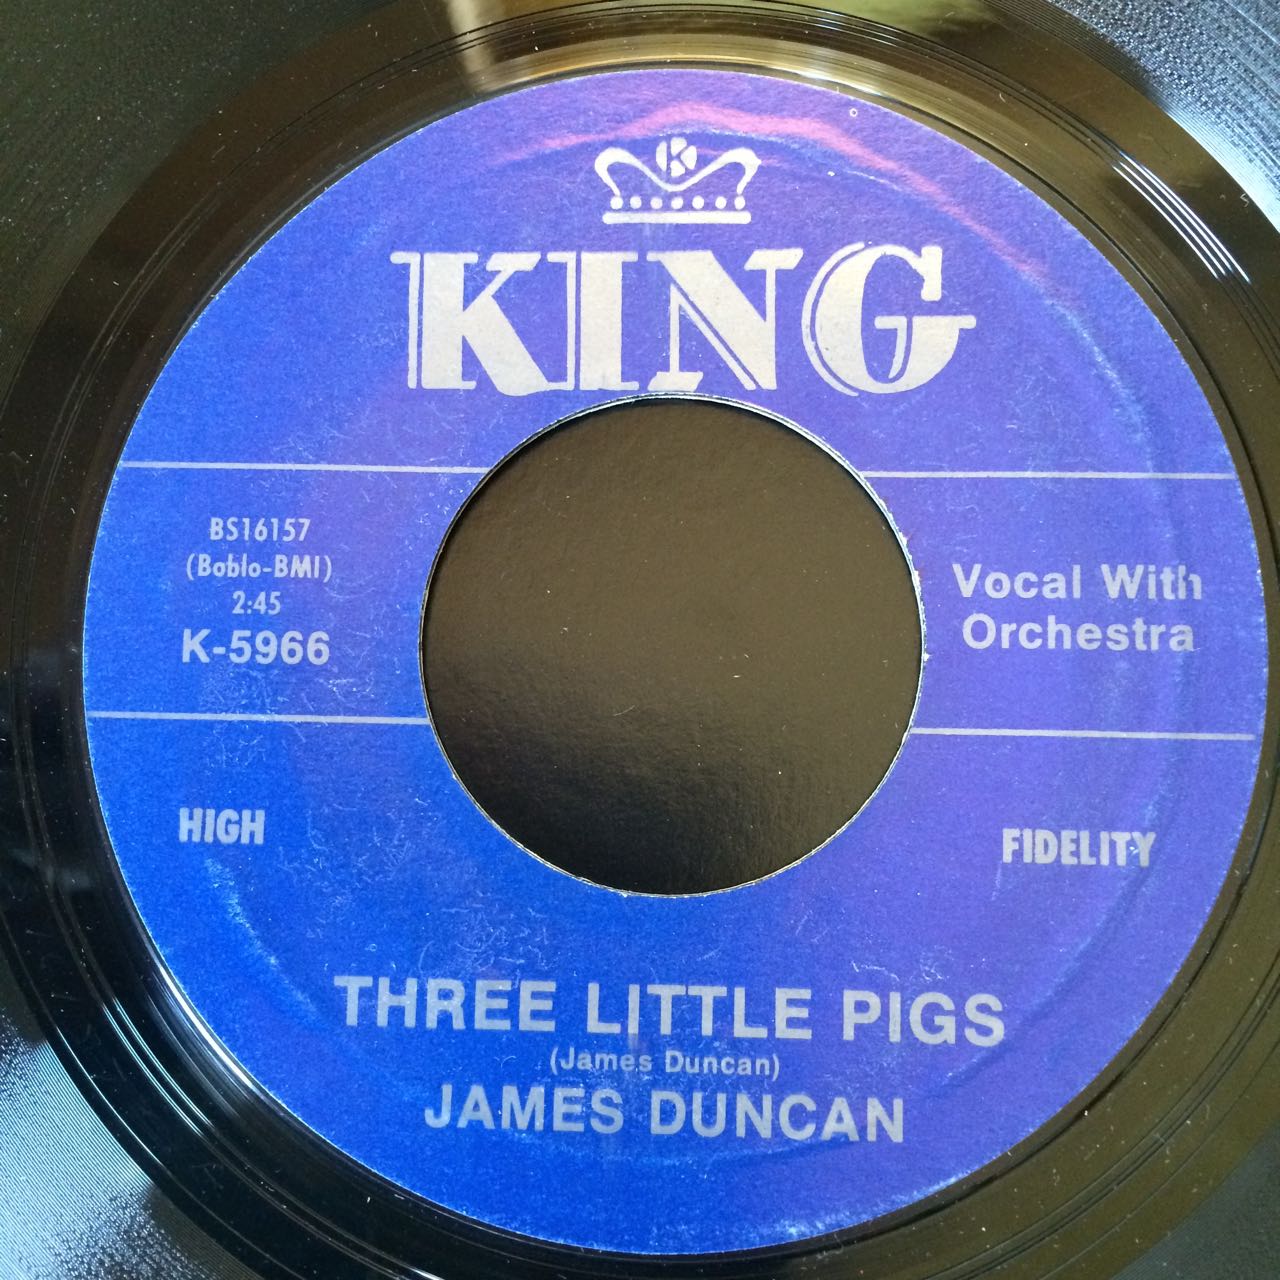 K
KING
BS16157
(Boblo-BMI)
2:45
K-5966
Vocal With
Orchestra
HIGH
FIDELITY
THREE LITTLE PIGS
(James Duncan)
JAMES DUNCAN